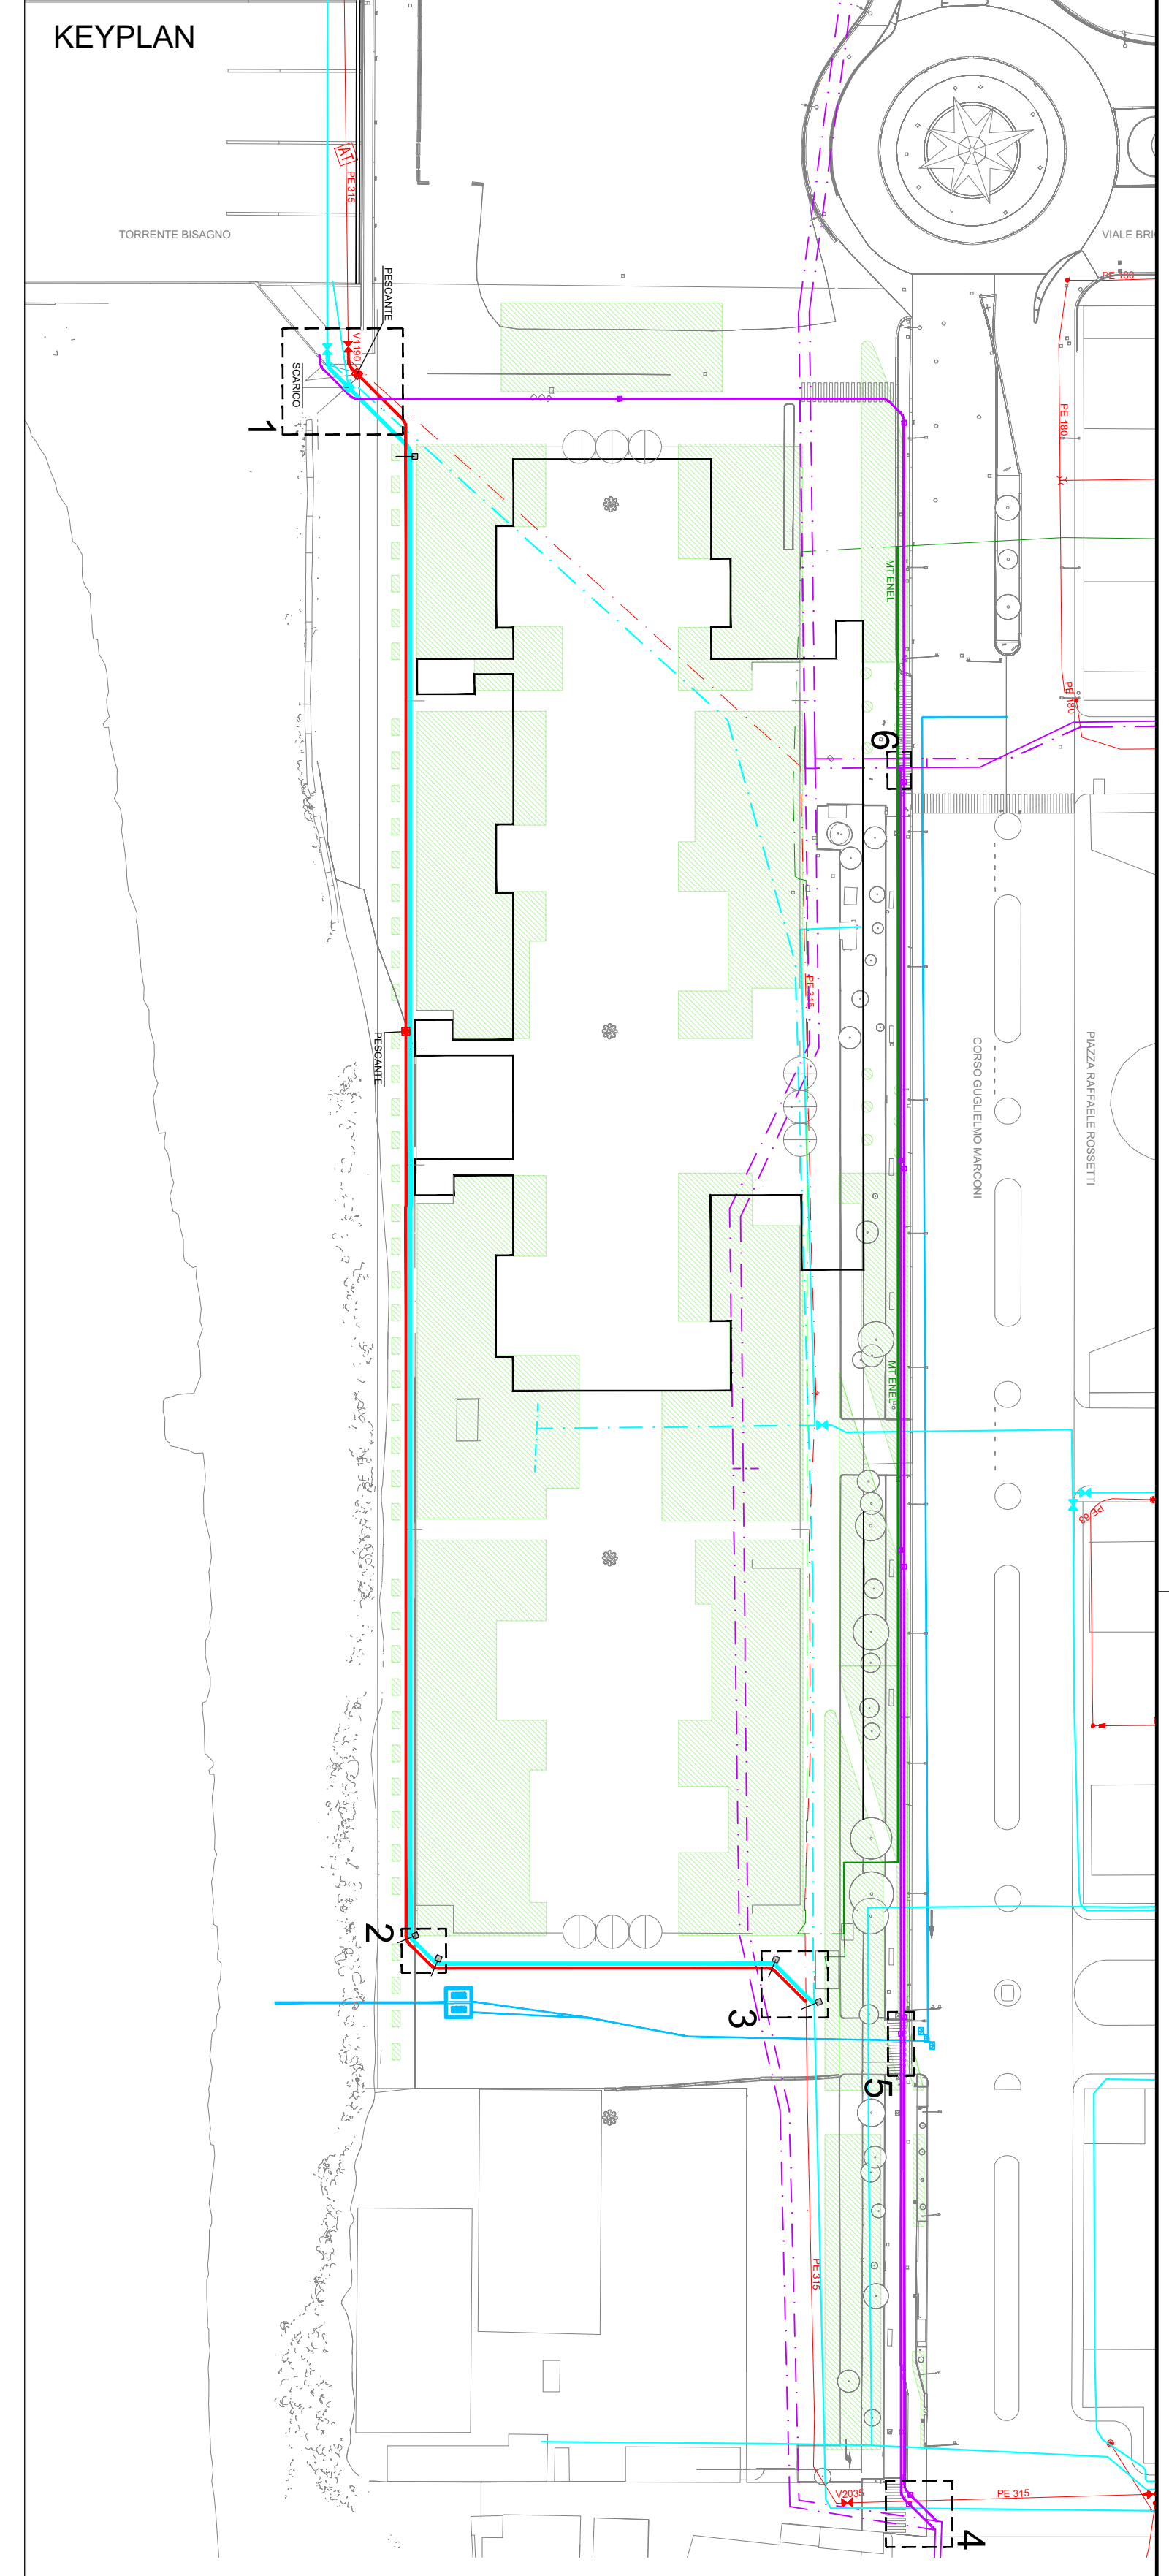 KEYPLAN
AT
PE 315
TORRENTE BISAGNO
PE 180
PESCANTE
V1190
SCARICO
1
PE 180
MT ENEL
PE 180
6
PE 315
PESCANTE
CORSO GUGLIELMO MARCONI
PIAZZA RAFFAELE ROSSETTI
MT ENEL
PE 63
2
3
5
PE 315
V2035
PE 315
4